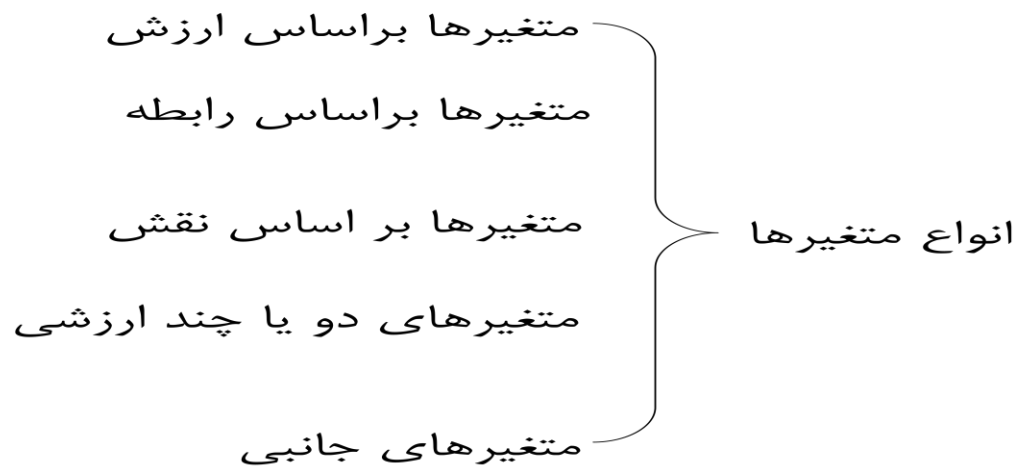 انواع متغیرها
متغیرها براساس ارزش
متغیرها براساس رابطه
متغیرها بر اساس نقش
متغیرهای دو یا چند ارزشی
متغیرهای جانبی